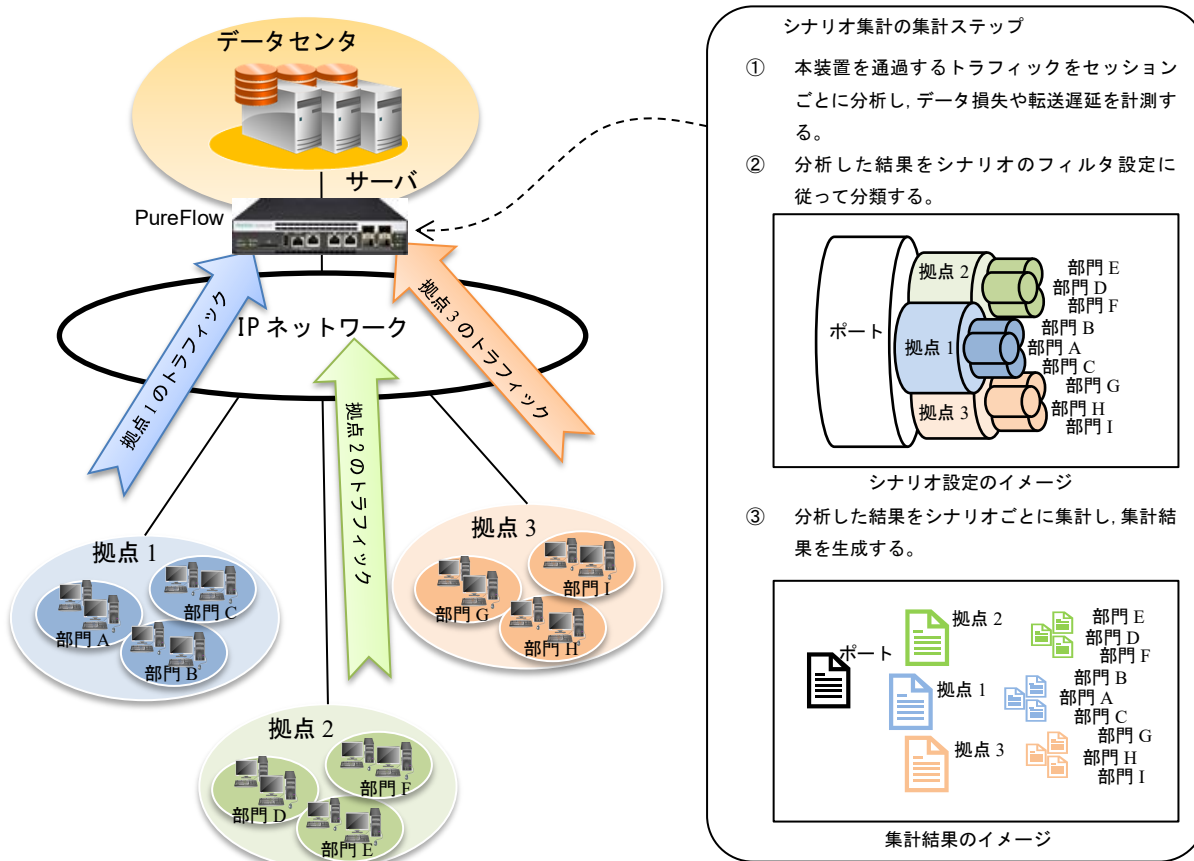 データセンタ
サーバ
PureFlow
IP ネットワーク
拠点 1 のトラフィック
拠点 2 のトラフィック
拠点 3 のトラフィック
拠点 1
部門 C
部門 A
部門 B
拠点 3
部門 I
部門 G
部門 H
拠点 2
部門 F
部門 D
部門 E
シナリオ集計の集計ステップ
① 本装置を通過するトラフィックをセッション
ごとに分析し, データ損失や転送遅延を計測す
る。
② 分析した結果をシナリオのフィルタ設定に
従って分類する。
ポート
拠点 2
拠点 1
拠点 3
部門 E
部門 D
部門 F
部門 B
部門 A
部門 C
部門 G
部門 H
部門 I
シナリオ設定のイメージ
③ 分析した結果をシナリオごとに集計し, 集計結
果を生成する。
ポート
拠点 2
拠点 1
拠点 3
部門 E
部門 D
部門 F
部門 B
部門 A
部門 C
部門 G
部門 H
部門 I
集計結果のイメージ